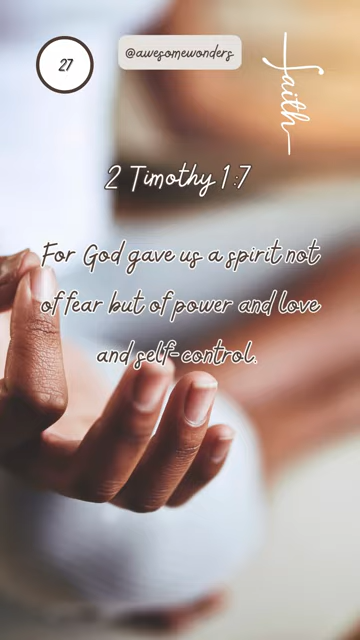 27
@awesomewonders
faith
2 Timothy 1:7
For God gave us a spirit not
of fear but of power and love
and self-control.